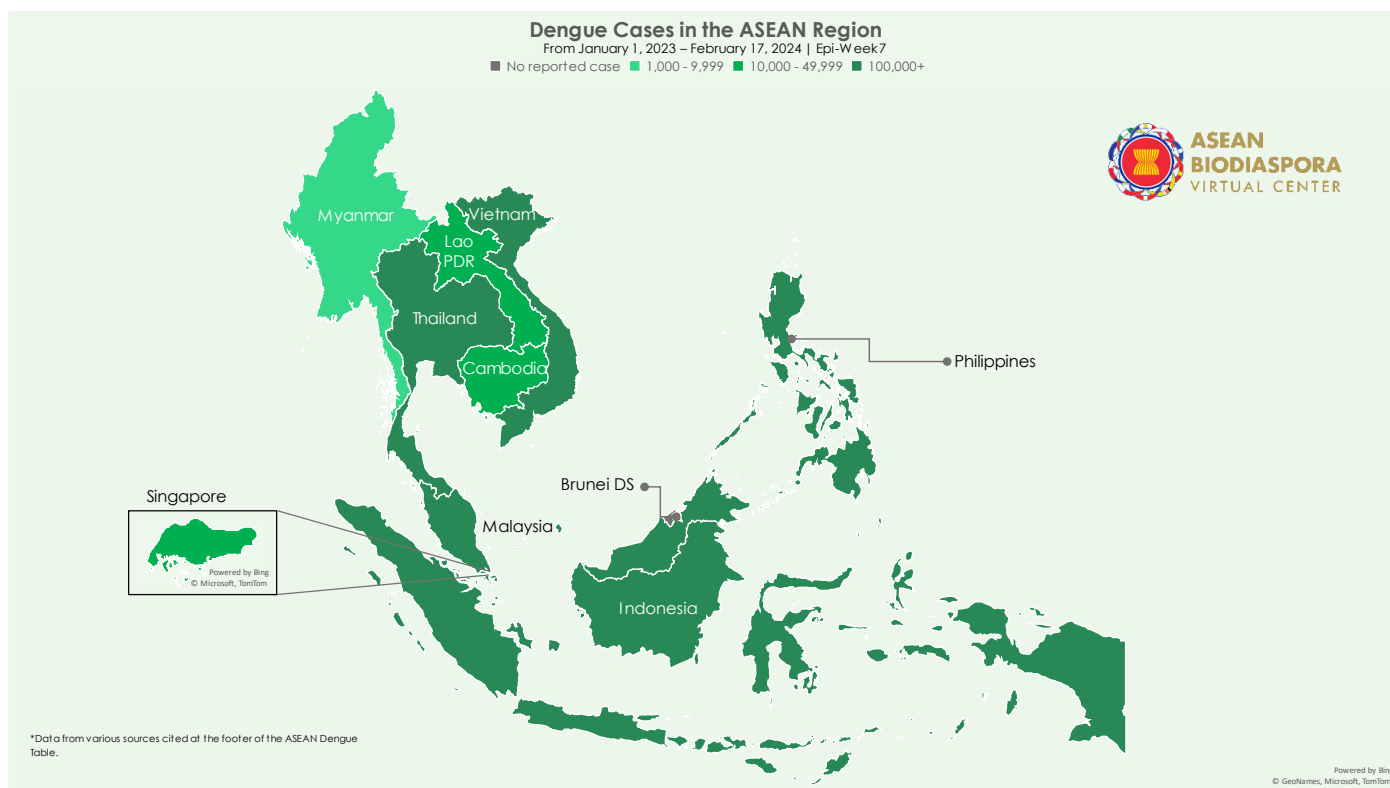 Dengue Cases in the ASEAN Region
From January 1, 2023 – February 17, 2024 | Epi-Week7
No reported case 1,000 - 9,999 10,000 - 49,999 100,000+
ASEAN
BIODIASPORA
VIRTUAL CENTER
Myanmar
Vietnam
Lao
PDR
Thailand
Cambodia
Philippines
Brunei DS
Singapore
Malaysia
Powered by Bing
© Microsoft, TomTom
Indonesia
*Data from various sources cited at the footer of the ASEAN Dengue
Table.
Powered by Bing
© GeoNames, Microsoft, TomTom